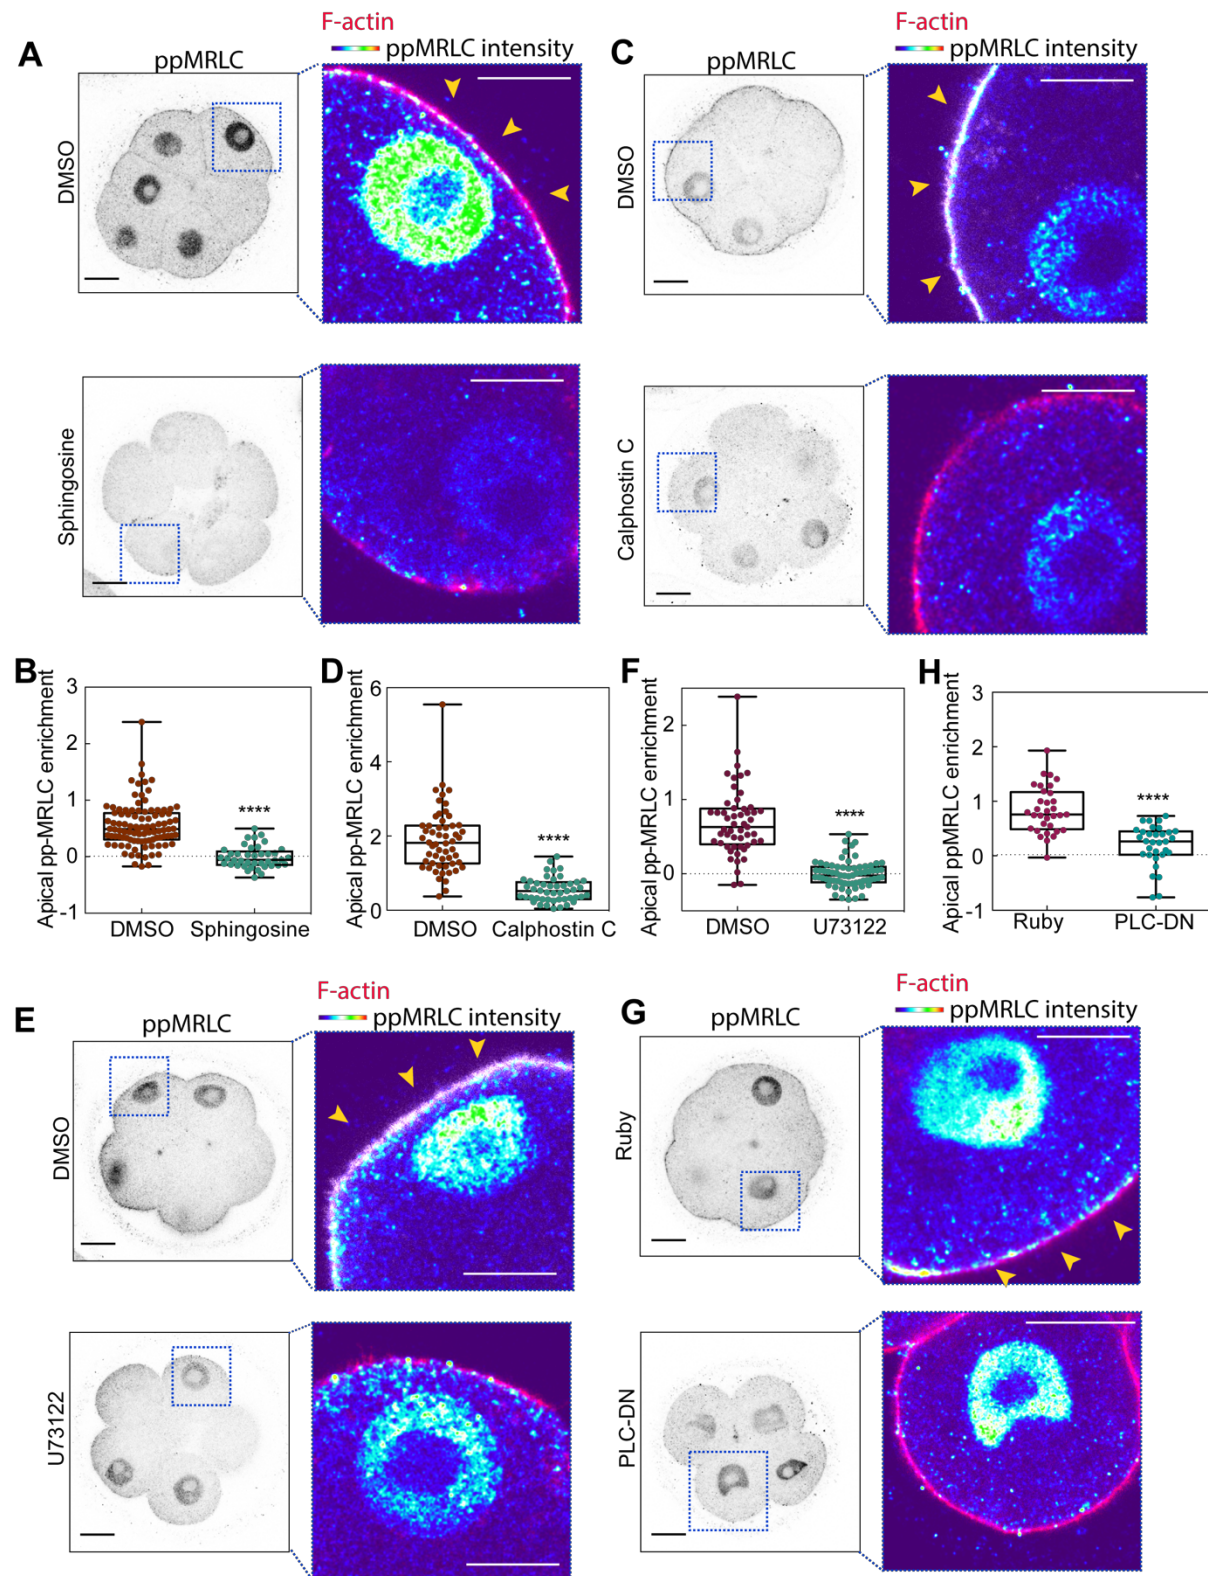 A
ppMRLC
F-actin
ppMRLC intensity
DMSO
Sphingosine
C
ppMRLC
F-actin
ppMRLC intensity
DMSO
Calphostin C
B
Apical pp-MRLC enrichment
3
2
1
0
-1
****
DMSO
Sphingosine
D
Apical pp-MRLC enrichment
6
4
2
0
****
DMSO
Calphostin C
F
Apical pp-MRLC enrichment
2
1
0
****
DMSO
U73122
H
Apical ppMRLC enrichment
3
2
1
0
-1
****
Ruby
PLC-DN
E
ppMRLC
F-actin
ppMRLC intensity
DMSO
U73122
G
ppMRLC
F-actin
ppMRLC intensity
Ruby
PLC-DN